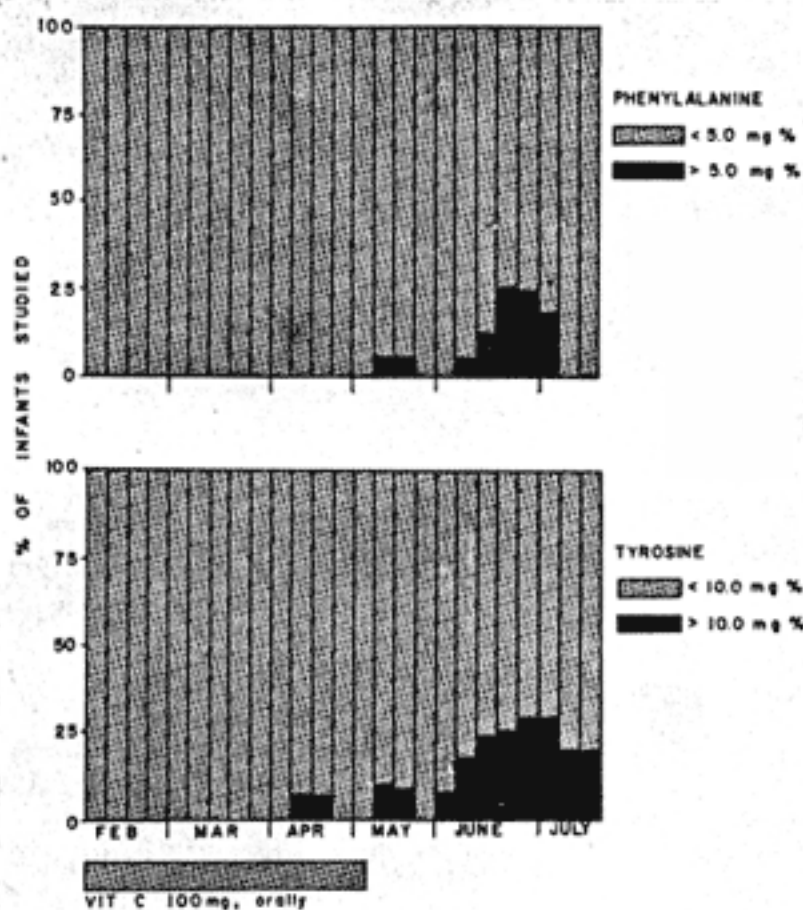 100
75
50
25
0
PHENYLALANINE
< 5.0 mg %
> 5.0 mg %
% OF INFANTS STUDIED
100
75
50
25
0
TYROSINE
< 10.0 mg %
> 10.0 mg %
FEB MAR APR MAY JUNE JULY
VIT C 100mg, orally